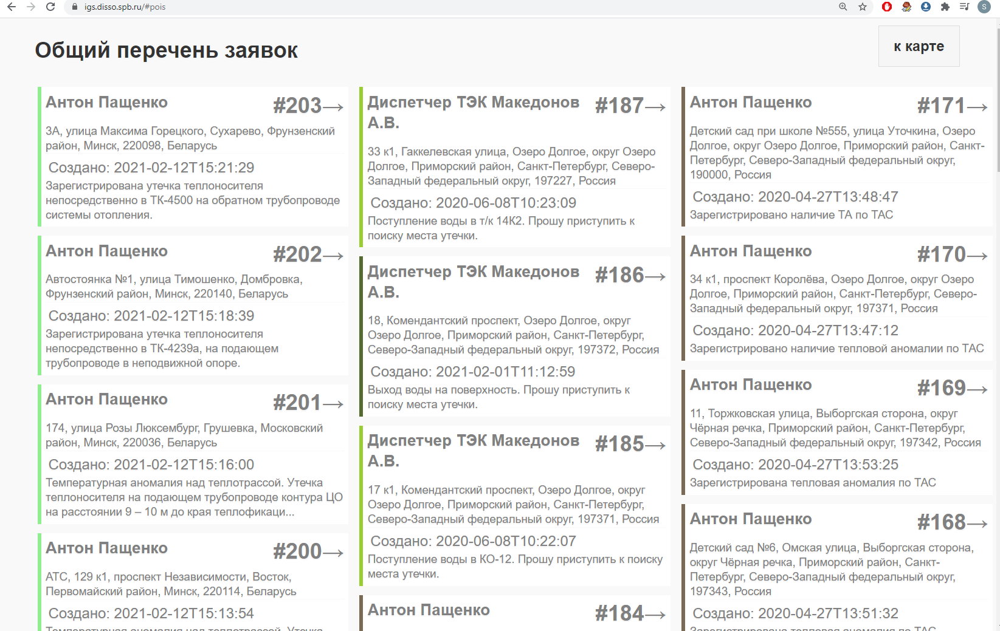 igs.disso.spb.ru/#pois
S
Общий перечень заявок
к карте
Антон Пащенко
#203→
3А, улица Максима Горецкого, Сухарево, Фрунзенский
район, Минск, 220098, Беларусь
Создано: 2021-02-12T15:21:29
Зарегистрирована утечка теплоносителя
непосредственно в ТК-4500 на обратном трубопроводе
системы отопления.
Антон Пащенко
#202→
Автостоянка №1, улица Тимошенко, Домбровка,
Фрунзенский район, Минск, 220140, Беларусь
Создано: 2021-02-12T15:18:39
Зарегистрирована утечка теплоносителя
непосредственно в ТК-4239а, на подающем
трубопроводе в неподвижной опоре.
Антон Пащенко
#201→
174, улица Розы Люксембург, Грушевка, Московский
район, Минск, 220036, Беларусь
Создано: 2021-02-12T15:16:00
Температурная аномалия над теплотрассой. Утечка
теплоносителя на подающем трубопроводе контура ЦО
на расстоянии 9 – 10 м до края теплофикаци...
Антон Пащенко
#200→
АТС, 129 к1, проспект Независимости, Восток,
Первомайский район, Минск, 220114, Беларусь
Создано: 2021-02-12T15:13:54
Температурная аномалия над теплотрассой. Утечка
Диспетчер ТЭК Македонов
А.В.
#187→
33 к1, Гаккелевская улица, Озеро Долгое, округ Озеро
Долгое, Приморский район, Санкт-Петербург, Северо-
Западный федеральный округ, 197227, Россия
Создано: 2020-06-08T10:23:09
Поступление воды в т/к 14К2. Прошу приступить к
поиску места утечки.
Диспетчер ТЭК Македонов
А.В.
#186→
18, Комендантский проспект, Озеро Долгое, округ
Озеро Долгое, Приморский район, Санкт-Петербург,
Северо-Западный федеральный округ, 197372, Россия
Создано: 2021-02-01T11:12:59
Выход воды на поверхность. Прошу приступить к
поиску места утечки.
Диспетчер ТЭК Македонов
А.В.
#185→
17 к1, Комендантский проспект, Озеро Долгое, округ
Озеро Долгое, Приморский район, Санкт-Петербург,
Северо-Западный федеральный округ, 197371, Россия
Создано: 2020-06-08T10:22:07
Поступление воды в КО-12. Прошу приступить к поиску
места утечки.
Антон Пащенко
#184→
Антон Пащенко
#171→
Детский сад при школе №555, улица Уточкина, Озеро
Долгое, округ Озеро Долгое, Приморский район, Санкт-
Петербург, Северо-Западный федеральный округ,
190000, Россия
Создано: 2020-04-27T13:48:47
Зарегистрировано наличие ТА по ТАС
Антон Пащенко
#170→
34 к1, проспект Королёва, Озеро Долгое, округ Озеро
Долгое, Приморский район, Санкт-Петербург, Северо-
Западный федеральный округ, 197371, Россия
Создано: 2020-04-27T13:47:12
Зарегистрировано наличие тепловой аномалии по ТАС
Антон Пащенко
#169→
11, Торжковская улица, Выборгская сторона, округ
Чёрная речка, Приморский район, Санкт-Петербург,
Северо-Западный федеральный округ, 197342, Россия
Создано: 2020-04-27T13:53:25
Зарегистрирована тепловая аномалия по ТАС
Антон Пащенко
#168→
Детский сад №6, Омская улица, Выборгская сторона,
округ Чёрная речка, Приморский район, Санкт-
Петербург, Северо-Западный федеральный округ,
197343, Россия
Создано: 2020-04-27T13:51:32
Зарегистрирована тепловая аномалия по ТАС